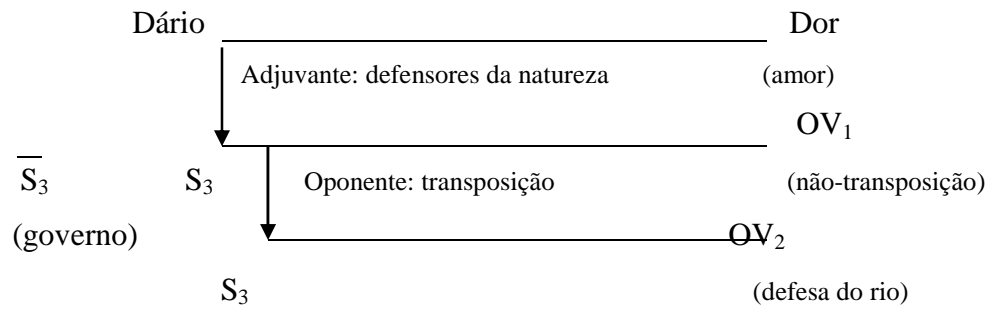 Dário Dor
Adjuvante: defensores da natureza (amor)
OV₁
S̅₃ S₃ Oponente: transposição (não-transposição)
(governo) OV₂
S₃ (defesa do rio)